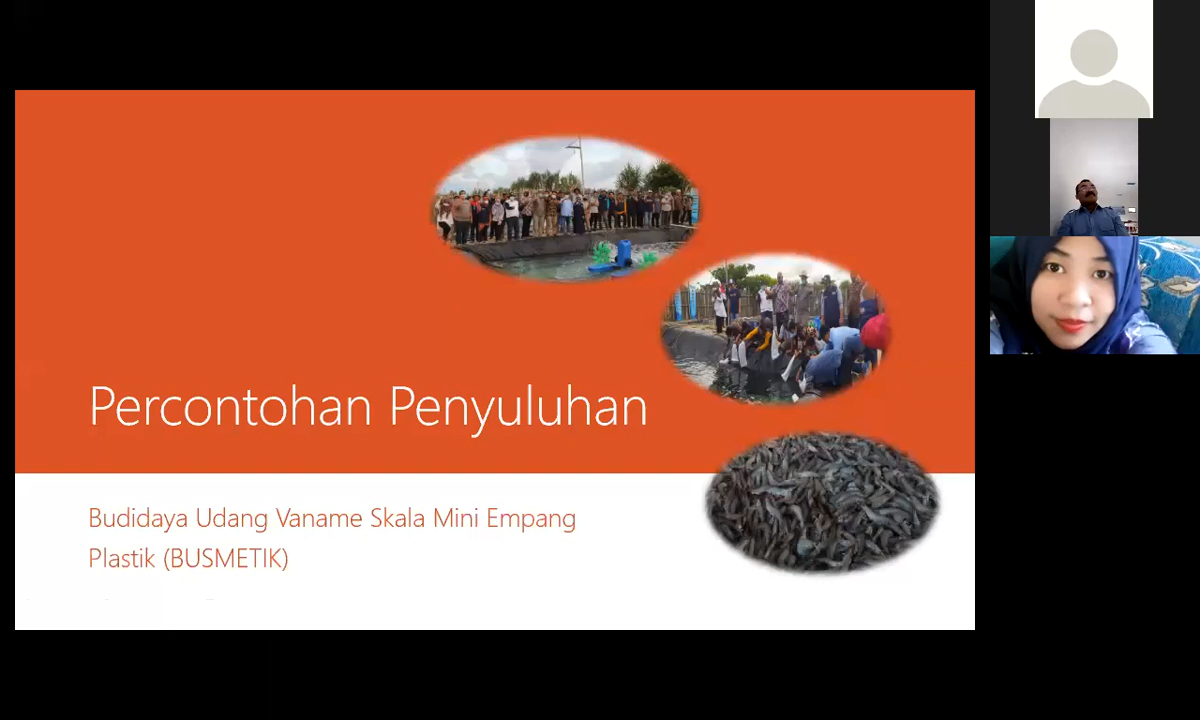 Percontohan Penyuluhan
Budidaya Udang Vaname Skala Mini Empang
Plastik (BUSMETIK)